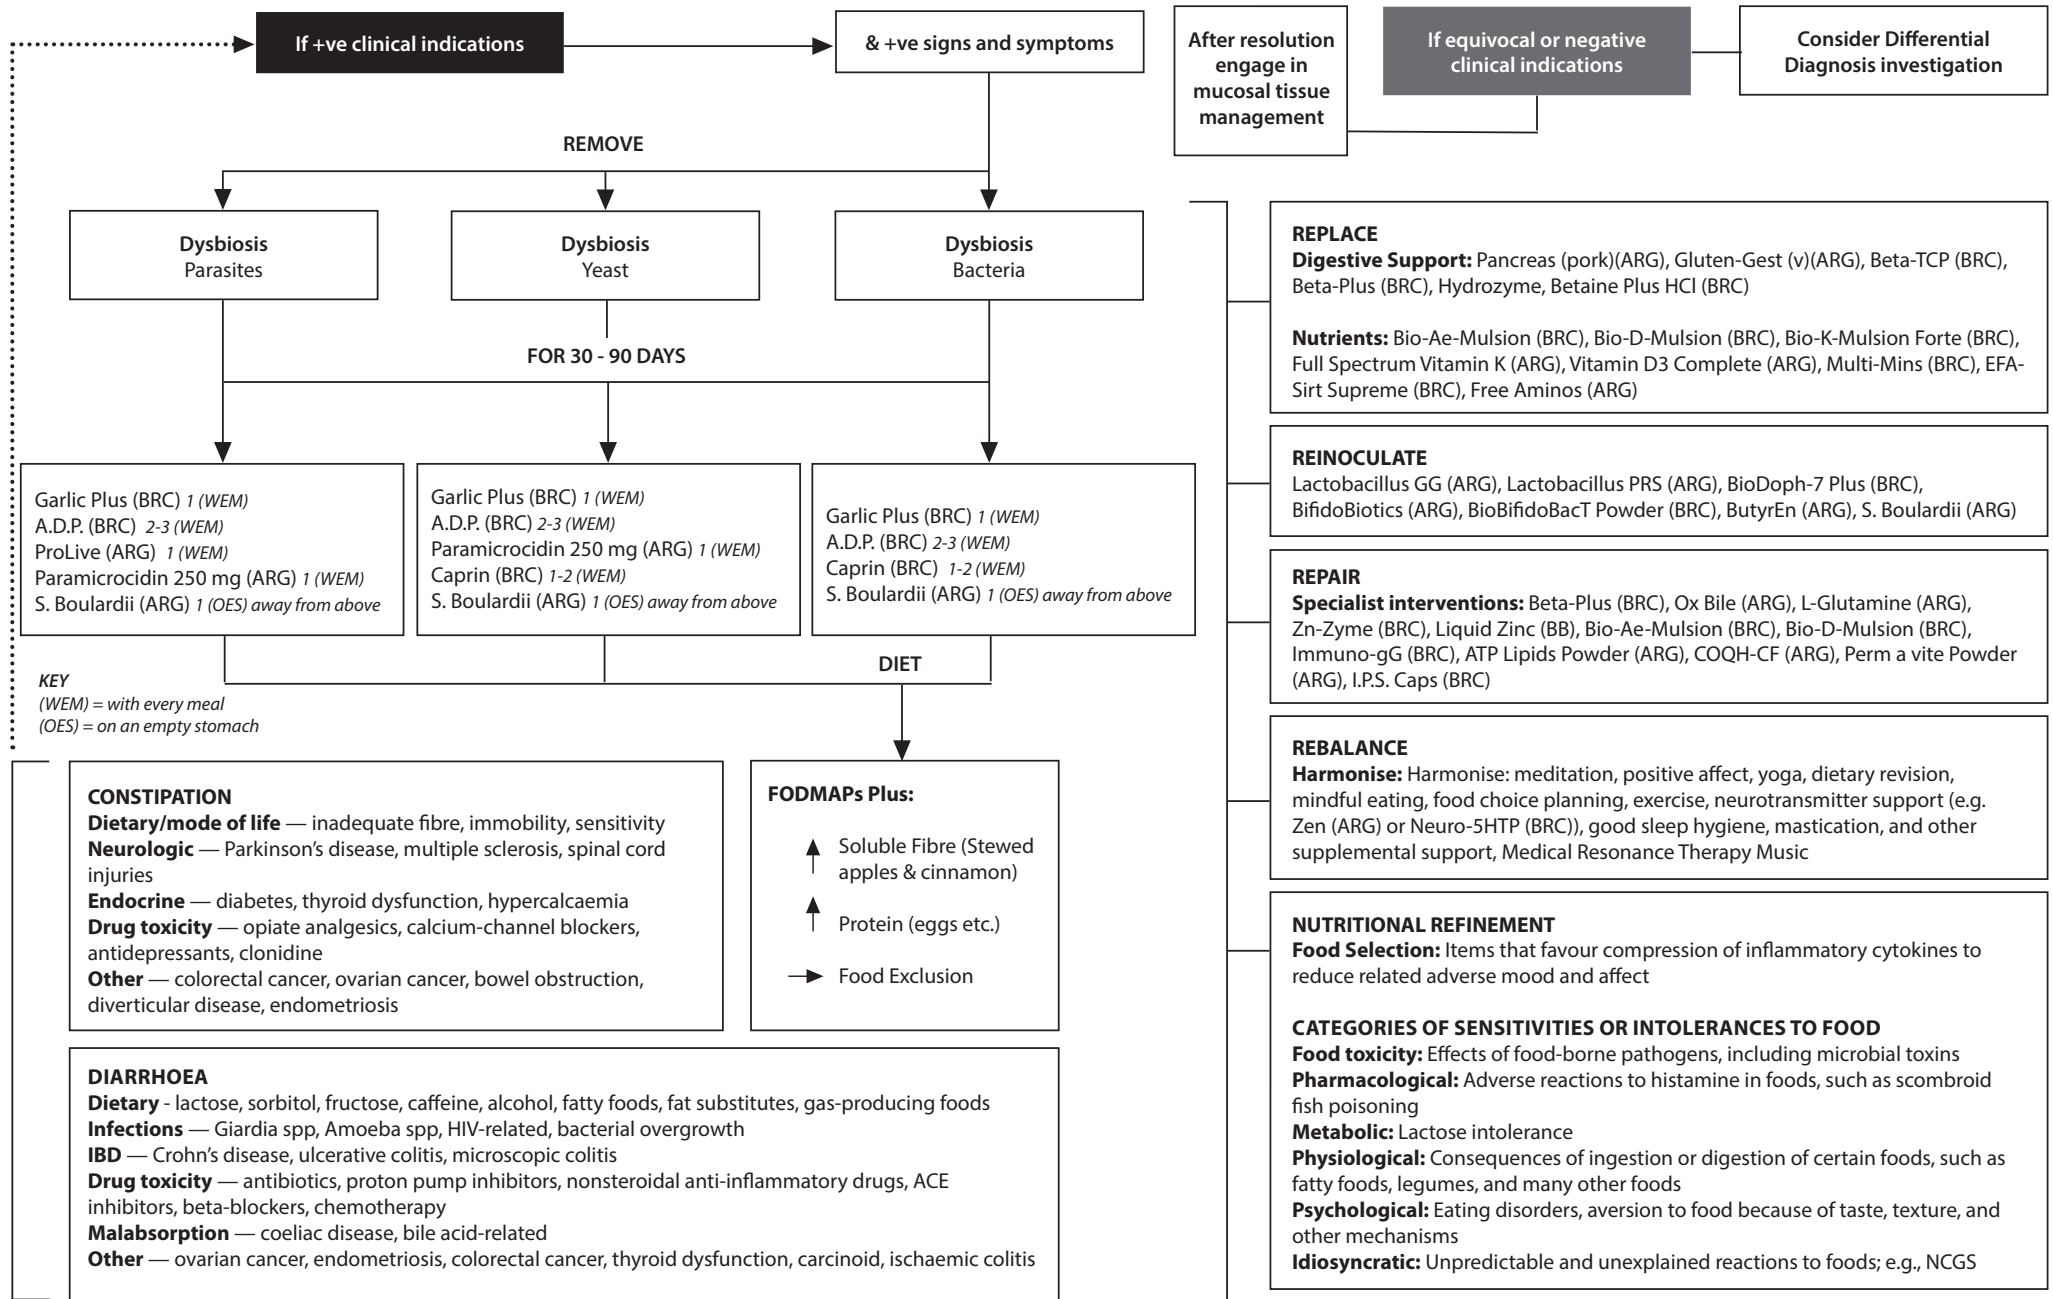 If +ve clinical indications
& +ve signs and symptoms
After resolution
engage in
mucosal tissue
management
If equivocal or negative
clinical indications
Consider Differential
Diagnosis investigation
REMOVE
Dysbiosis
Parasites
Dysbiosis
Yeast
Dysbiosis
Bacteria
FOR 30 - 90 DAYS
Garlic Plus (BRC) 1 (WEM)
A.D.P. (BRC) 2-3 (WEM)
ProLive (ARG) 1 (WEM)
Paramicrocidin 250 mg (ARG) 1 (WEM)
S. Boulardii (ARG) 1 (OES) away from above
Garlic Plus (BRC) 1 (WEM)
A.D.P. (BRC) 2-3 (WEM)
Paramicrocidin 250 mg (ARG) 1 (WEM)
Caprin (BRC) 1-2 (WEM)
S. Boulardii (ARG) 1 (OES) away from above
Garlic Plus (BRC) 1 (WEM)
A.D.P. (BRC) 2-3 (WEM)
Caprin (BRC) 1-2 (WEM)
S. Boulardii (ARG) 1 (OES) away from above
DIET
KEY
(WEM) = with every meal
(OES) = on an empty stomach
CONSTIPATION
Dietary/mode of life — inadequate fibre, immobility, sensitivity
Neurologic — Parkinson's disease, multiple sclerosis, spinal cord
injuries
Endocrine — diabetes, thyroid dysfunction, hypercalcaemia
Drug toxicity — opiate analgesics, calcium-channel blockers,
antidepressants, clonidine
Other — colorectal cancer, ovarian cancer, bowel obstruction,
diverticular disease, endometriosis
FODMAPs Plus:
Soluble Fibre (Stewed
apples & cinnamon)
Protein (eggs etc.)
Food Exclusion
DIARRHOEA
Dietary - lactose, sorbitol, fructose, caffeine, alcohol, fatty foods, fat substitutes, gas-producing foods
Infections — Giardia spp, Amoeba spp, HIV-related, bacterial overgrowth
IBD — Crohn's disease, ulcerative colitis, microscopic colitis
Drug toxicity — antibiotics, proton pump inhibitors, nonsteroidal anti-inflammatory drugs, ACE
inhibitors, beta-blockers, chemotherapy
Malabsorption — coeliac disease, bile acid-related
Other — ovarian cancer, endometriosis, colorectal cancer, thyroid dysfunction, carcinoid, ischaemic colitis
REPLACE
Digestive Support: Pancreas (pork)(ARG), Gluten-Gest (v)(ARG), Beta-TCP (BRC),
Beta-Plus (BRC), Hydrozyme, Betaine Plus HCl (BRC)
Nutrients: Bio-Ae-Mulsion (BRC), Bio-D-Mulsion (BRC), Bio-K-Mulsion Forte (BRC),
Full Spectrum Vitamin K (ARG), Vitamin D3 Complete (ARG), Multi-Mins (BRC), EFA-
Sirt Supreme (BRC), Free Aminos (ARG)
REINOCULATE
Lactobacillus GG (ARG), Lactobacillus PRS (ARG), BioDoph-7 Plus (BRC),
BifidoBiotics (ARG), BioBifidoBacT Powder (BRC), ButyrEn (ARG), S. Boulardii (ARG)
REPAIR
Specialist interventions: Beta-Plus (BRC), Ox Bile (ARG), L-Glutamine (ARG),
Zn-Zyme (BRC), Liquid Zinc (BB), Bio-Ae-Mulsion (BRC), Bio-D-Mulsion (BRC),
Immuno-gG (BRC), ATP Lipids Powder (ARG), COQH-CF (ARG), Perm a vite Powder
(ARG), I.P.S. Caps (BRC)
REBALANCE
Harmonise: Harmonise: meditation, positive affect, yoga, dietary revision,
mindful eating, food choice planning, exercise, neurotransmitter support (e.g.
Zen (ARG) or Neuro-5HTP (BRC)), good sleep hygiene, mastication, and other
supplemental support, Medical Resonance Therapy Music
NUTRITIONAL REFINEMENT
Food Selection: Items that favour compression of inflammatory cytokines to
reduce related adverse mood and affect
CATEGORIES OF SENSITIVITIES OR INTOLERANCES TO FOOD
Food toxicity: Effects of food-borne pathogens, including microbial toxins
Pharmacological: Adverse reactions to histamine in foods, such as scombroid
fish poisoning
Metabolic: Lactose intolerance
Physiological: Consequences of ingestion or digestion of certain foods, such as
fatty foods, legumes, and many other foods
Psychological: Eating disorders, aversion to food because of taste, texture, and
other mechanisms
Idiosyncratic: Unpredictable and unexplained reactions to foods; e.g., NCGS